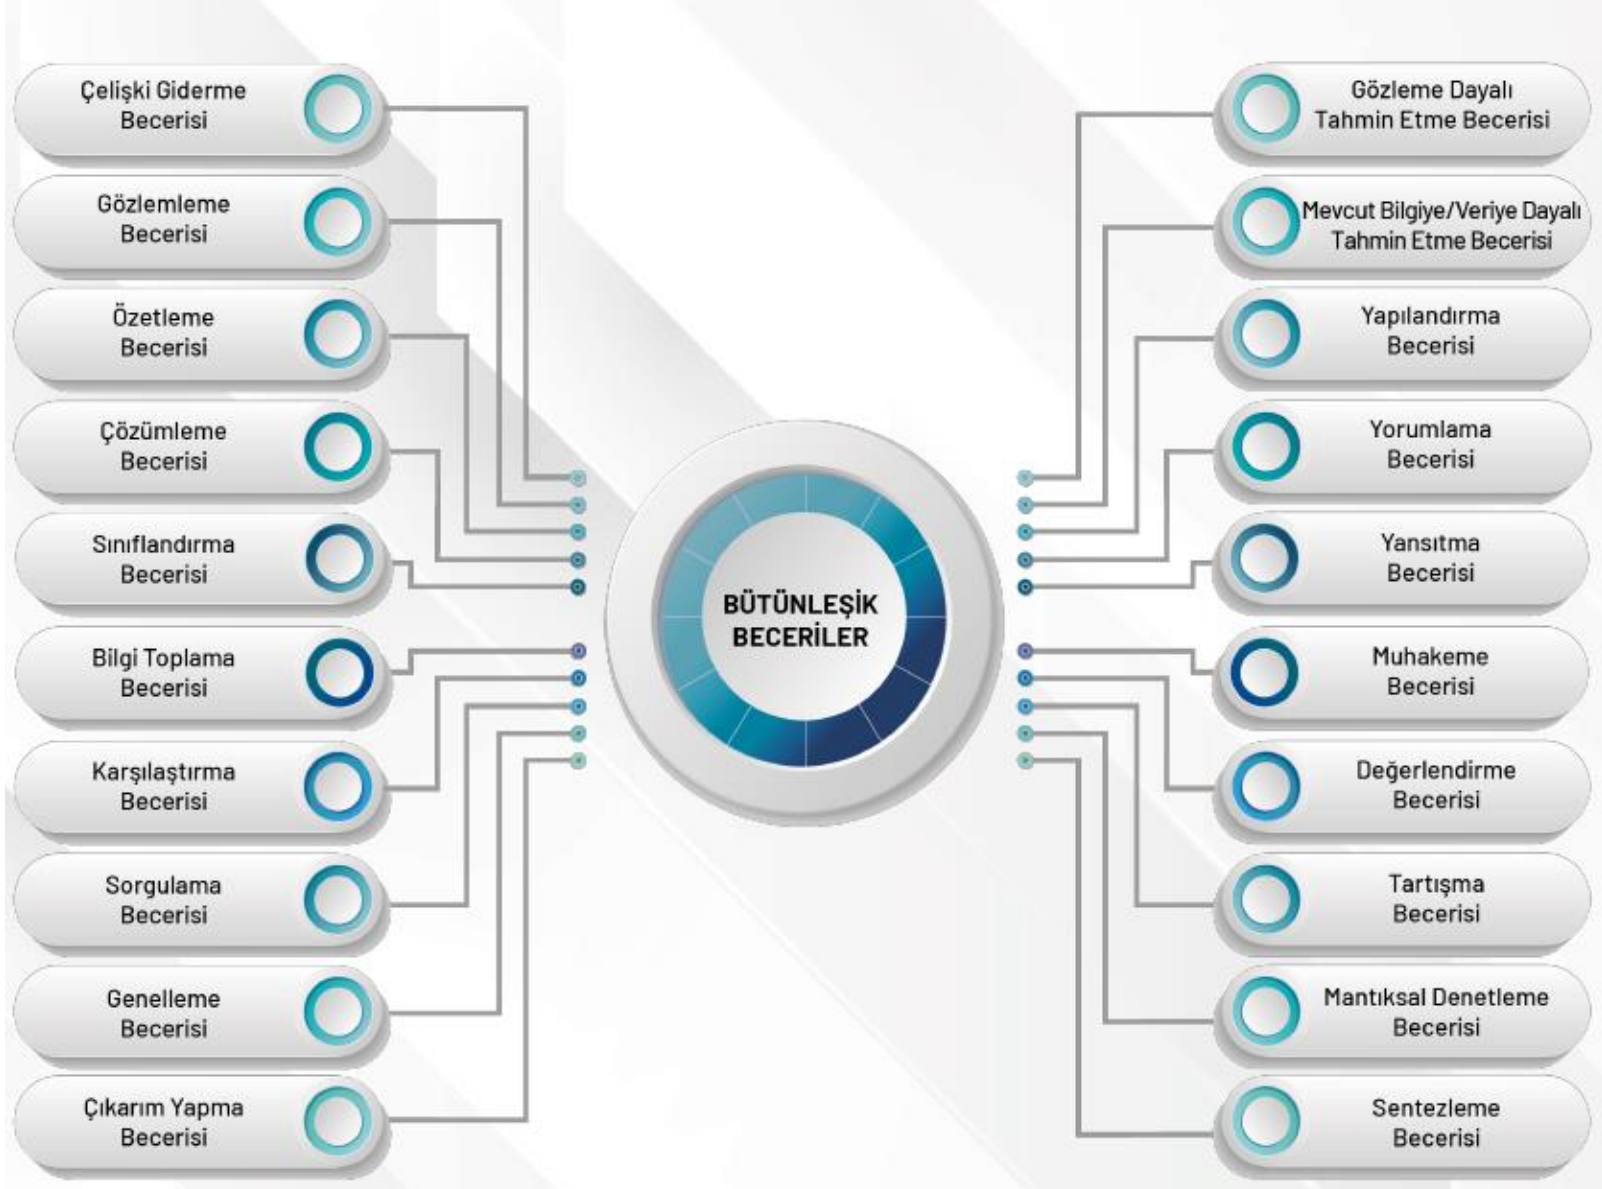 Çelişki Giderme
Becerisi
Gözlemleme
Becerisi
Özetleme
Becerisi
Çözümleme
Becerisi
Sınıflandırma
Becerisi
Bilgi Toplama
Becerisi
Karşılaştırma
Becerisi
Sorgulama
Becerisi
Genelleme
Becerisi
Çıkarım Yapma
Becerisi
BÜTÜNLEŞİK
BECERİLER
Gözleme Dayalı
Tahmin Etme Becerisi
Mevcut Bilgiye/Veriye Dayalı
Tahmin Etme Becerisi
Yapılandırma
Becerisi
Yorumlama
Becerisi
Yansıtma
Becerisi
Muhakeme
Becerisi
Değerlendirme
Becerisi
Tartışma
Becerisi
Mantıksal Denetleme
Becerisi
Sentezleme
Becerisi